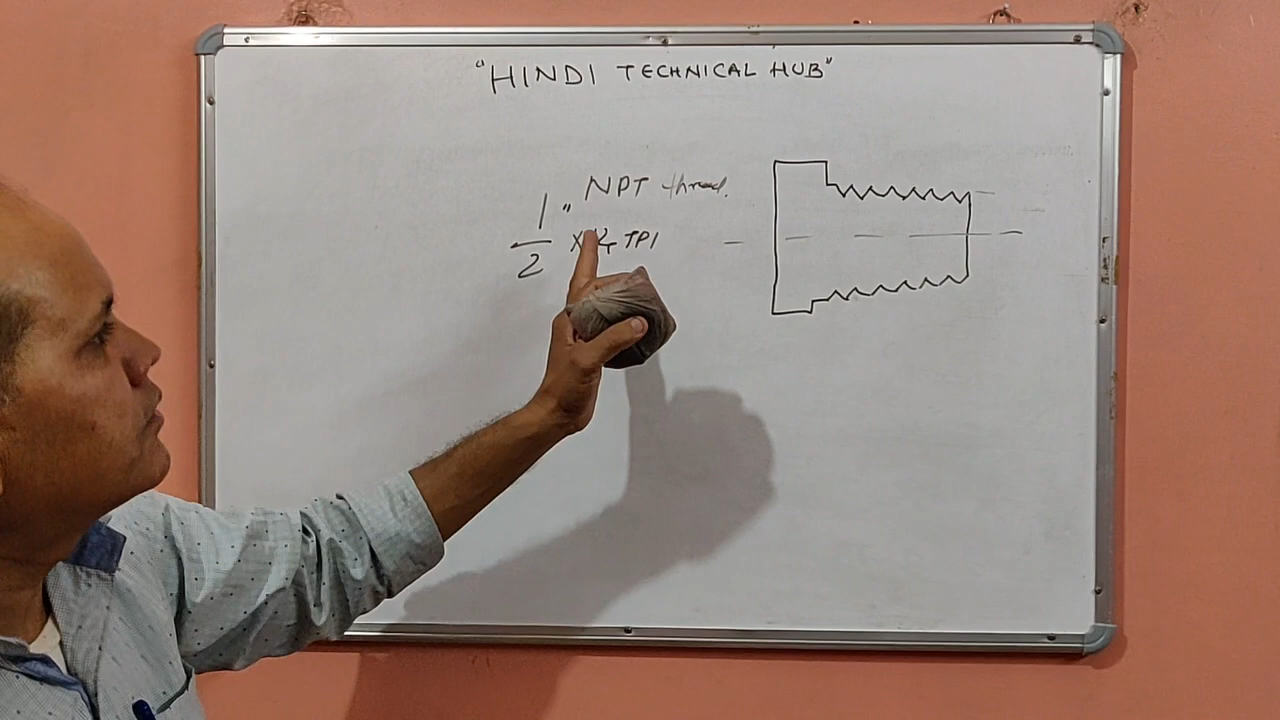 "HINDI TECHNICAL HUB"
1/2" NPT thread.
X TPI